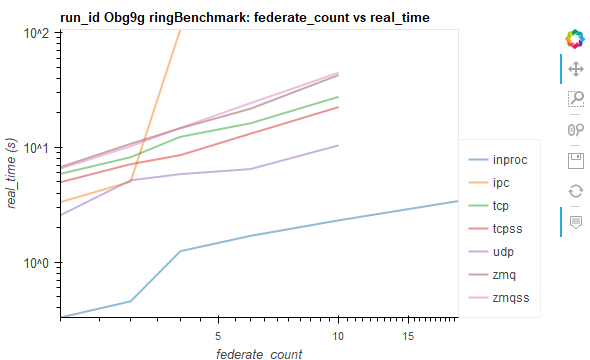 run_id Obg9g ringBenchmark: federate_count vs real_time
10^2
10^1
10^0
real_time (s)
5
10
15
federate_count
inproc
ipc
tcp
tcpss
udp
zmq
zmqss